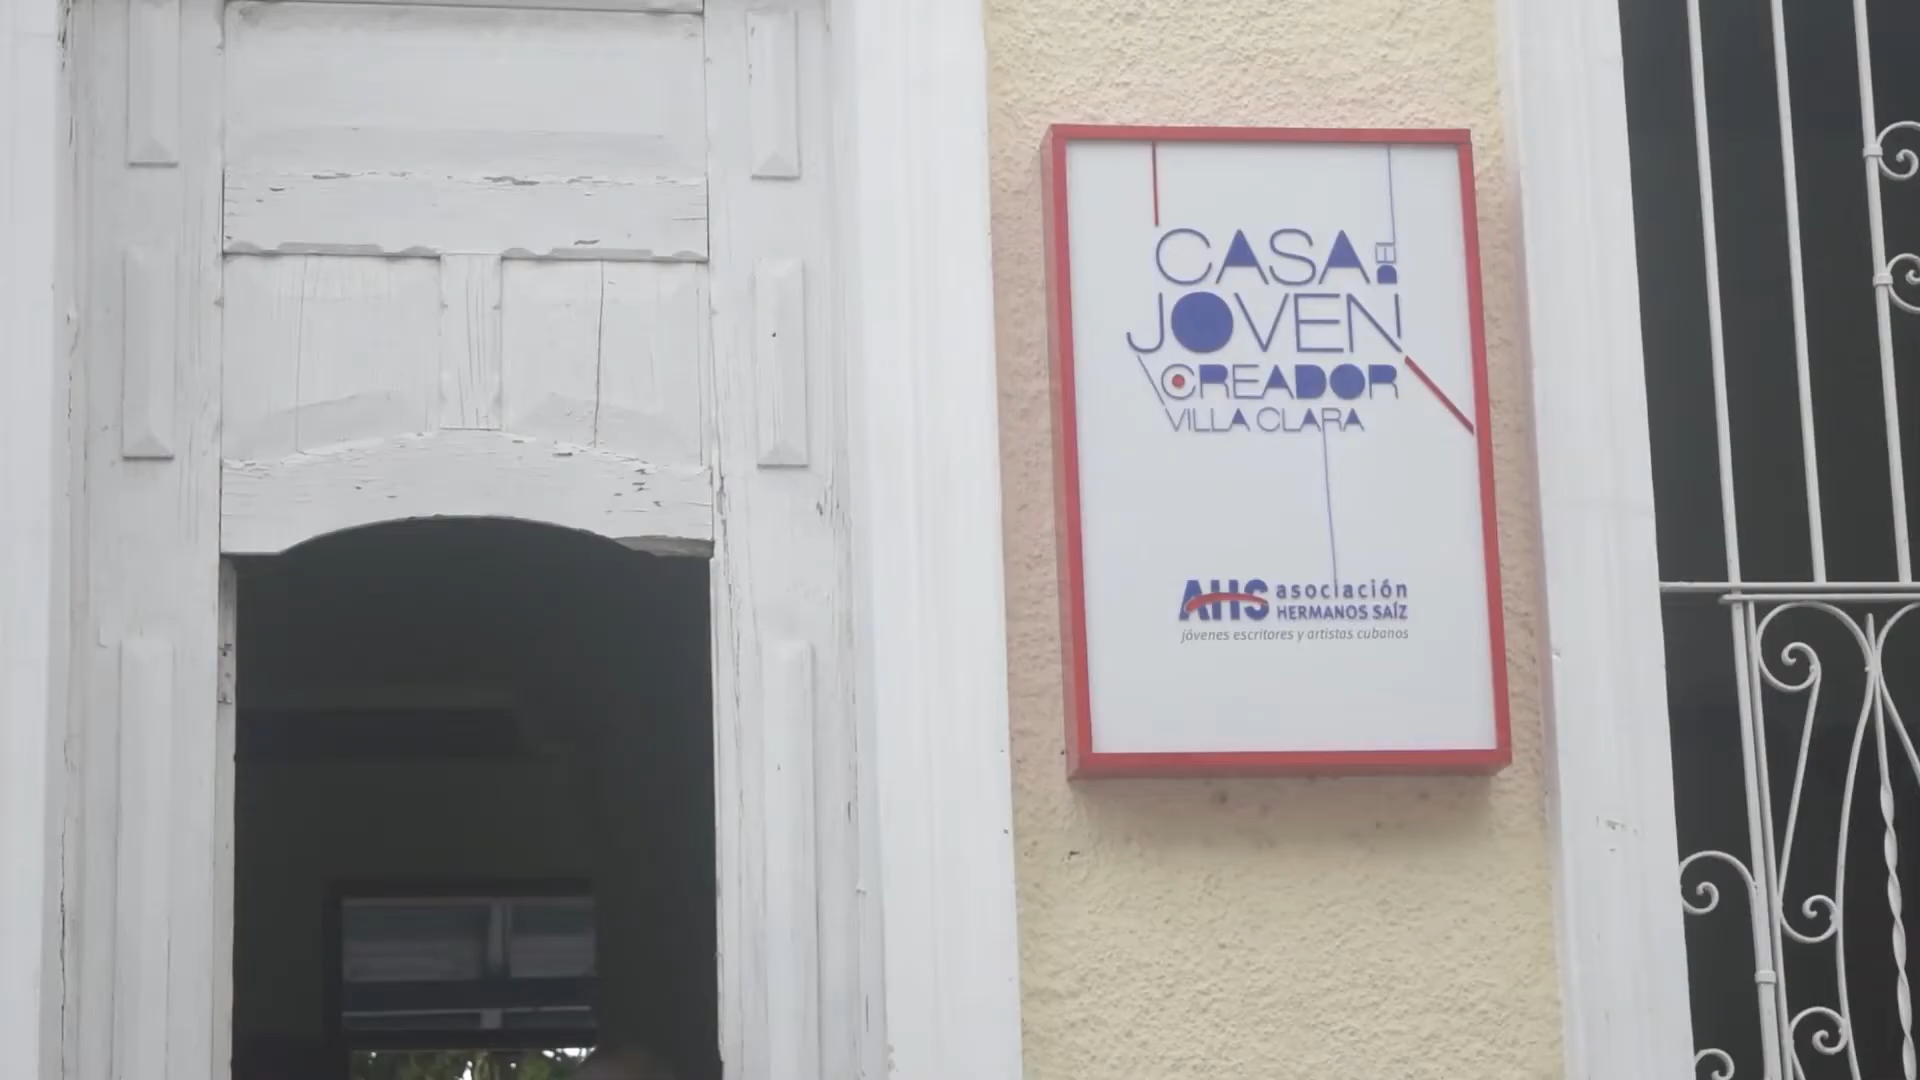 CASA DEL
JOVEN
CREADOR
VILLA CLARA
AHS asociación
HERMANOS SAÍZ
jóvenes escritores y artistas cubanos